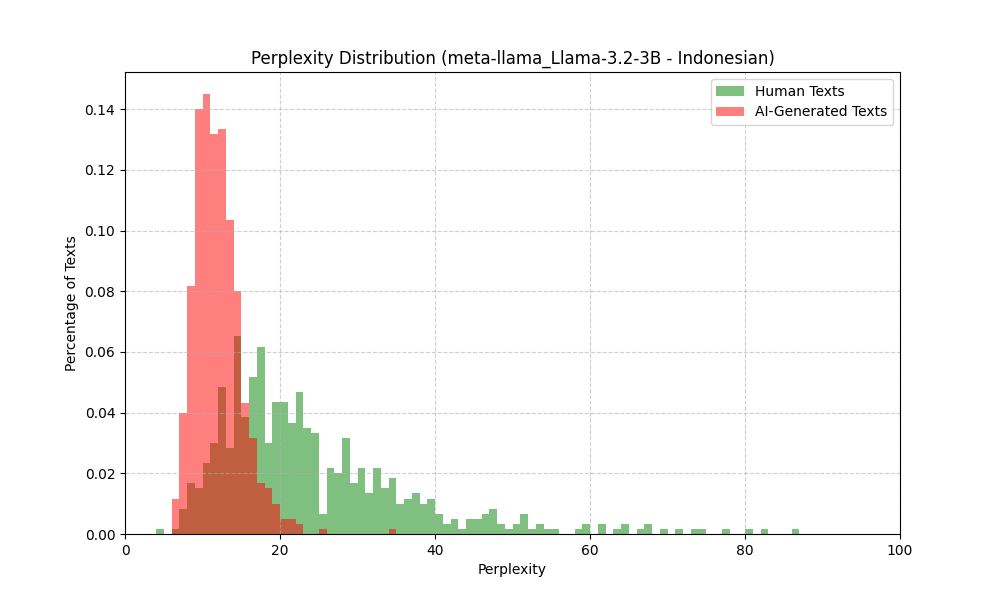 Perplexity Distribution (meta-llama_Llama-3.2-3B - Indonesian)
Human Texts
AI-Generated Texts
Percentage of Texts
0.14
0.12
0.10
0.08
0.06
0.04
0.02
0.00
0 20 40 60 80 100
Perplexity